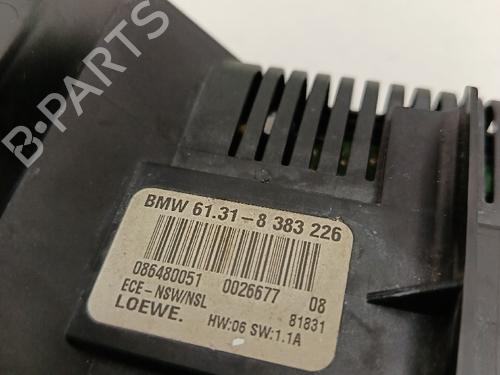 B-PARTS
BMW 61.31-8 383 226
086480051 0026677 08
ECE-NSW/NSL 81831
LOEWE. HW:06 SW:1.1A